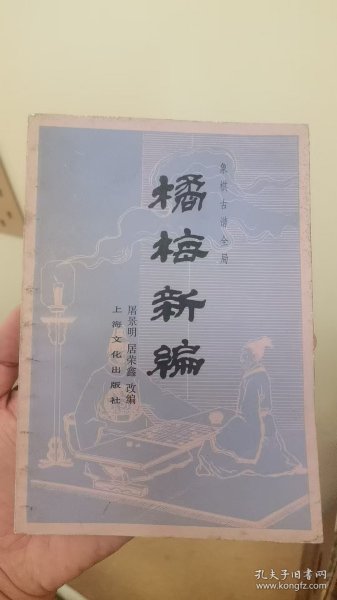 象棋古谱全局
橘梅新编
屠景明 居荣鑫 改编
上海文化出版社
孔夫子旧书网
www.kongfz.com